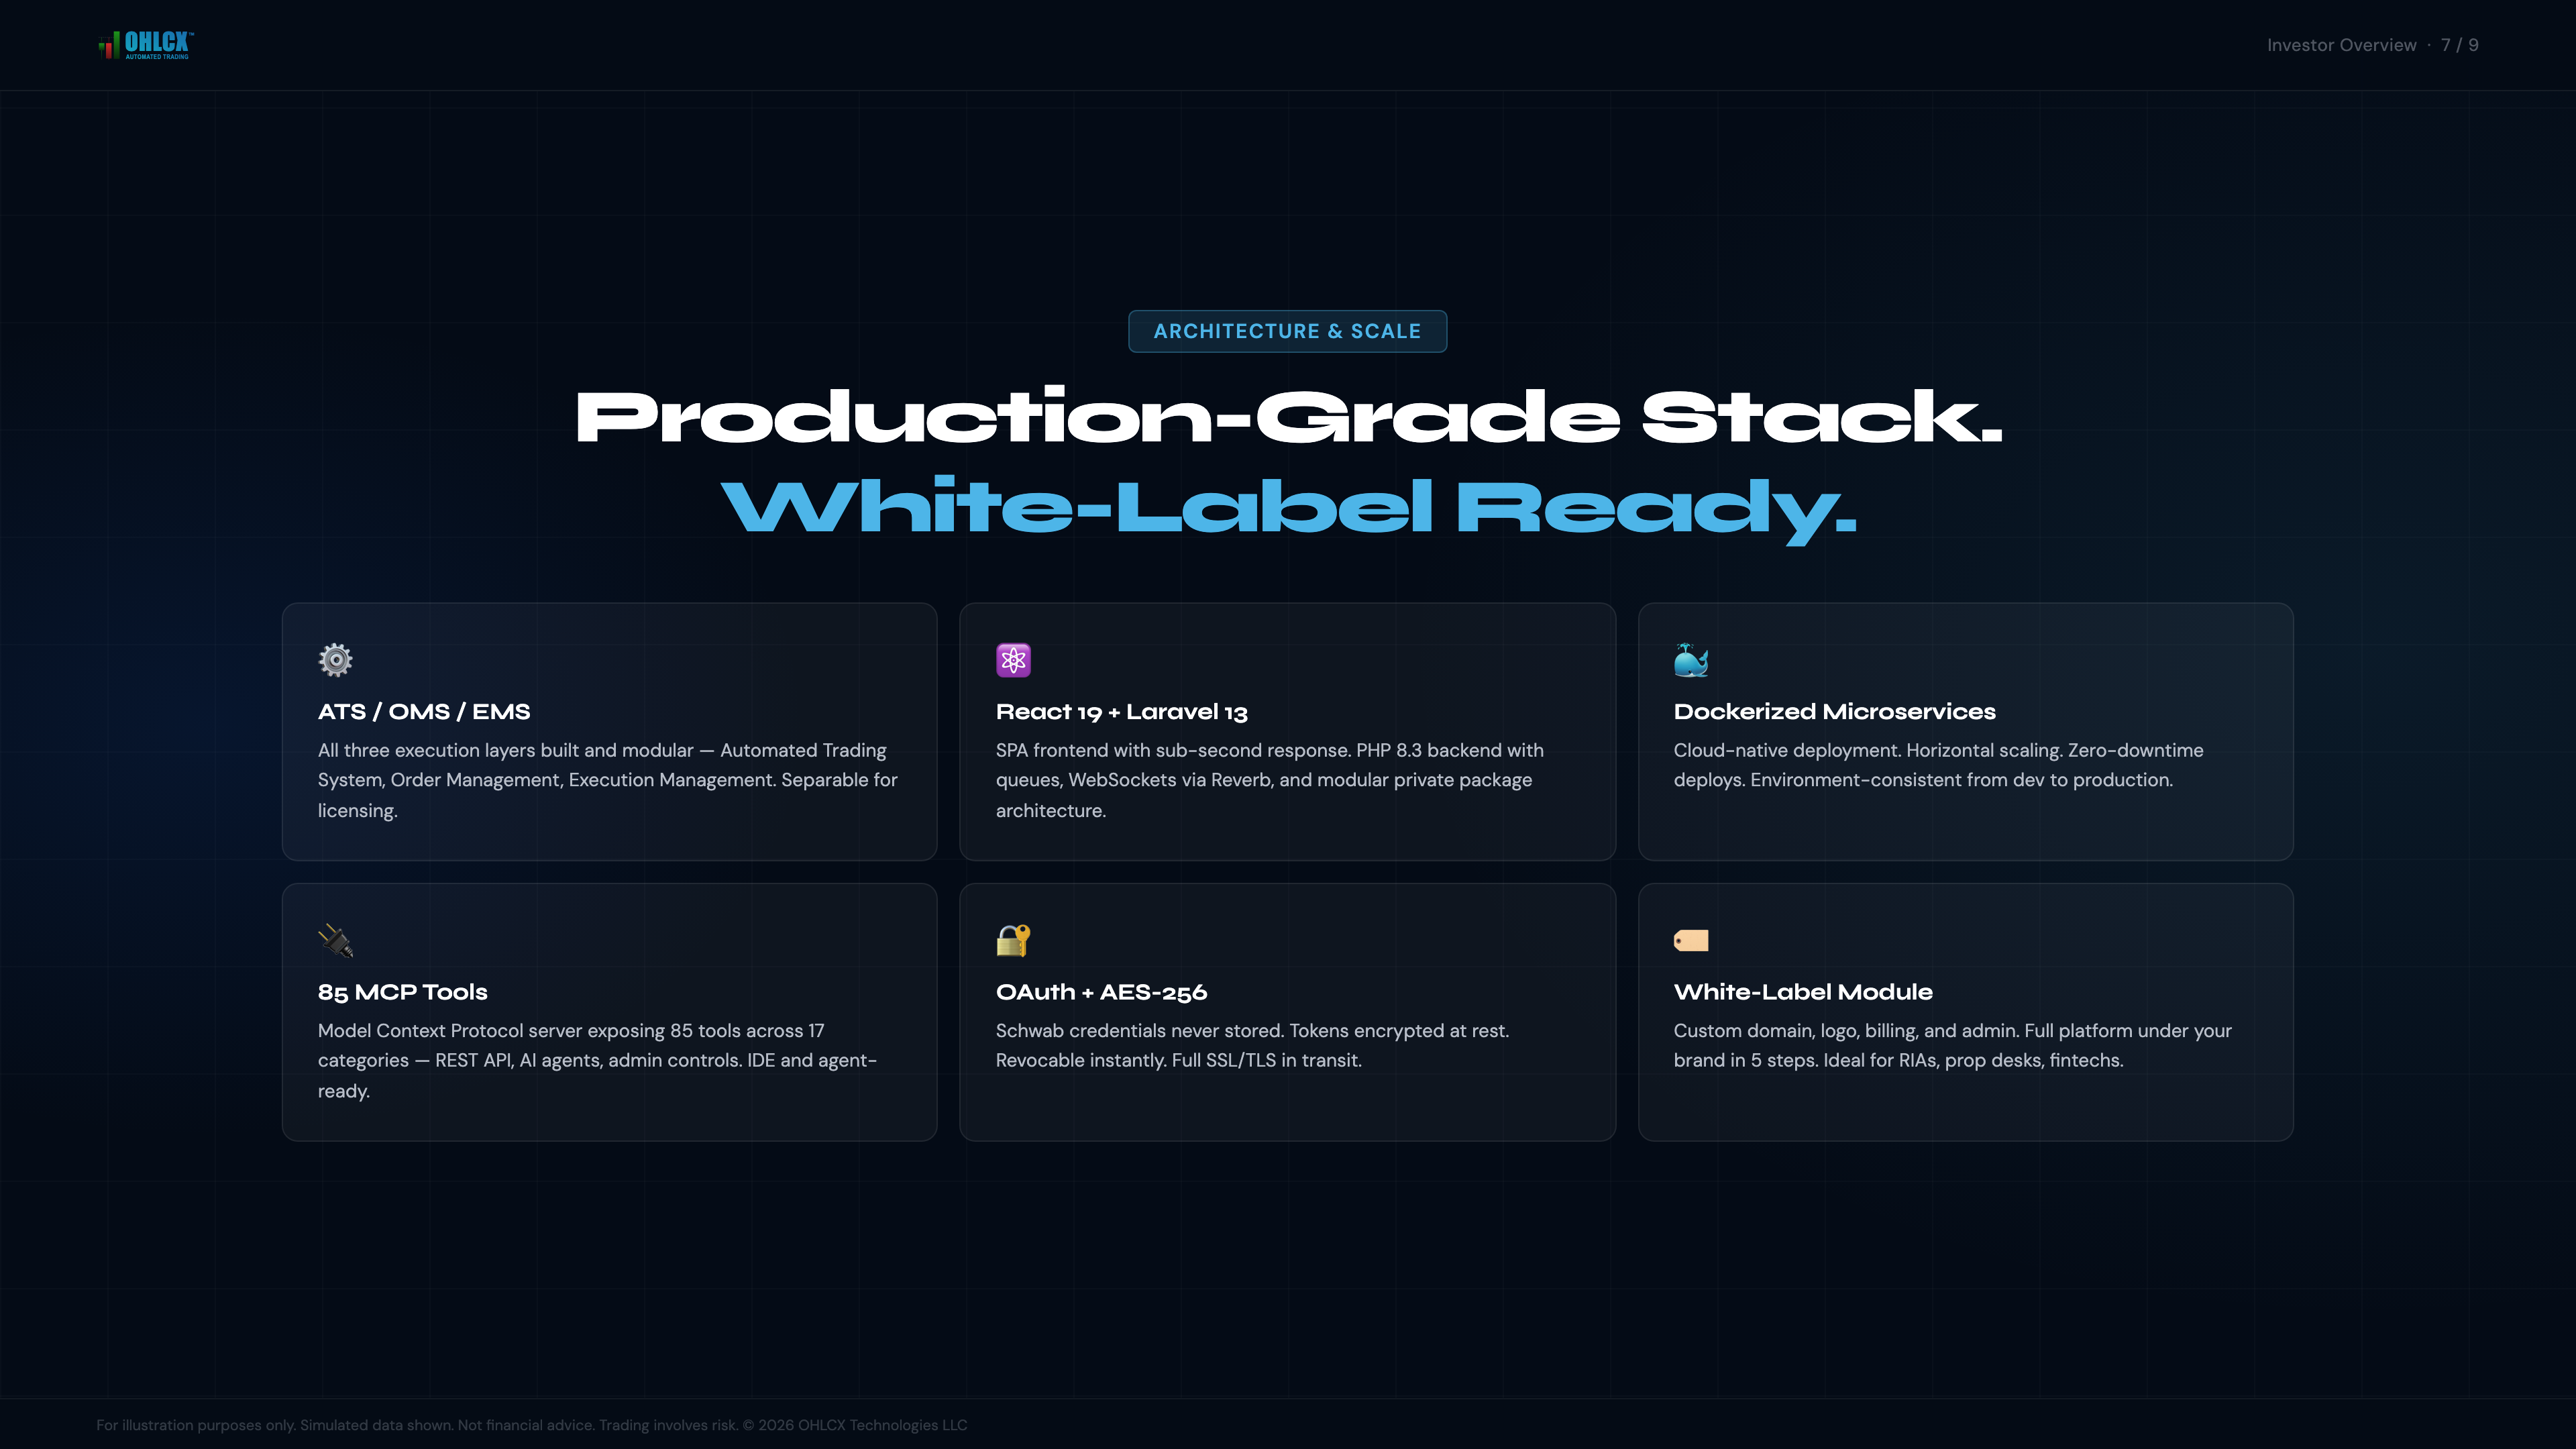 OHLCX™
AUTOMATED TRADING
Investor Overview · 7 / 9
ARCHITECTURE & SCALE
Production-Grade Stack.
White-Label Ready.
ATS / OMS / EMS
All three execution layers built and modular — Automated Trading
System, Order Management, Execution Management. Separable for
licensing.
React 19 + Laravel 13
SPA frontend with sub-second response. PHP 8.3 backend with
queues, WebSockets via Reverb, and modular private package
architecture.
Dockerized Microservices
Cloud-native deployment. Horizontal scaling. Zero-downtime
deploys. Environment-consistent from dev to production.
85 MCP Tools
Model Context Protocol server exposing 85 tools across 17
categories — REST API, AI agents, admin controls. IDE and agent-
ready.
OAuth + AES-256
Schwab credentials never stored. Tokens encrypted at rest.
Revocable instantly. Full SSL/TLS in transit.
White-Label Module
Custom domain, logo, billing, and admin. Full platform under your
brand in 5 steps. Ideal for RIAs, prop desks, fintechs.
For illustration purposes only. Simulated data shown. Not financial advice. Trading involves risk. © 2026 OHLCX Technologies LLC